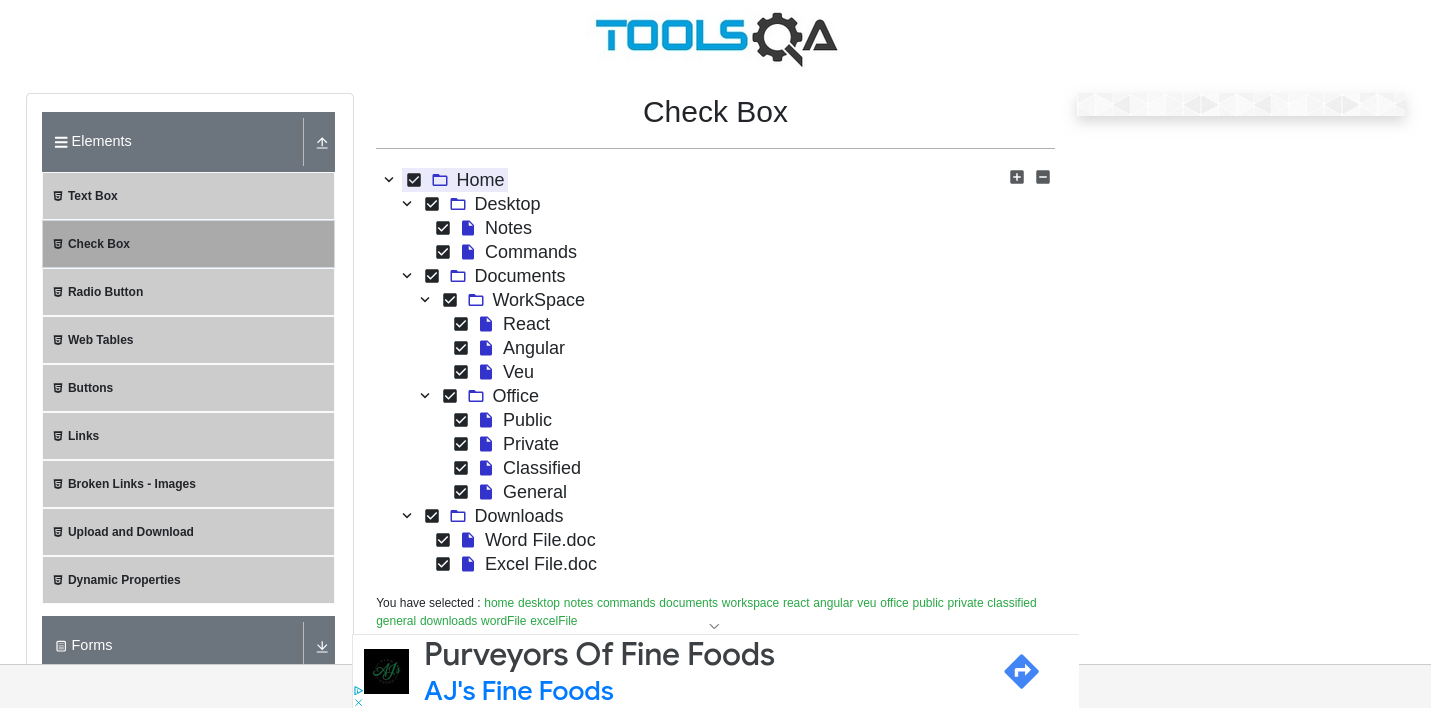 TOOLSQA
Elements
Text Box
Check Box
Radio Button
Web Tables
Buttons
Links
Broken Links - Images
Upload and Download
Dynamic Properties
Forms
Check Box
Home
Desktop
Notes
Commands
Documents
WorkSpace
React
Angular
Veu
Office
Public
Private
Classified
General
Downloads
Word File.doc
Excel File.doc
You have selected : home desktop notes commands documents workspace react angular veu office public private classified
general downloads wordFile excelFile
AJ's
Purveyors Of Fine Foods
AJ's Fine Foods